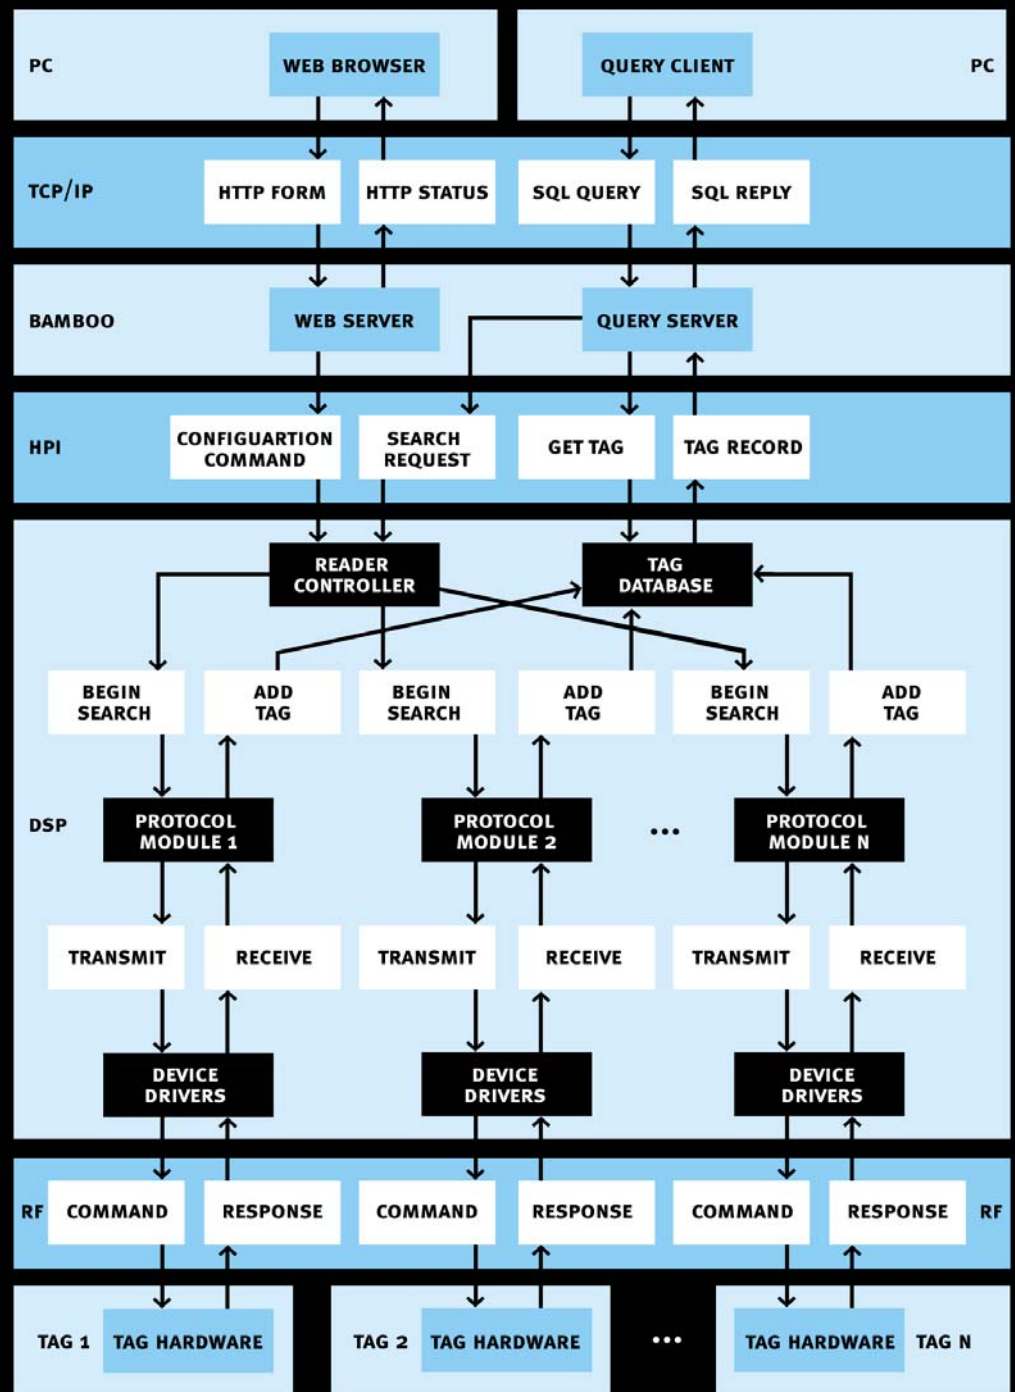 PC
WEB BROWSER
QUERY CLIENT
PC
TCP/IP
HTTP FORM
HTTP STATUS
SQL QUERY
SQL REPLY
BAMBOO
WEB SERVER
QUERY SERVER
HPI
CONFIGUARTION
COMMAND
SEARCH
REQUEST
GET TAG
TAG RECORD
READER
CONTROLLER
TAG
DATABASE
BEGIN
SEARCH
ADD
TAG
BEGIN
SEARCH
ADD
TAG
BEGIN
SEARCH
ADD
TAG
DSP
PROTOCOL
MODULE 1
PROTOCOL
MODULE 2
...
PROTOCOL
MODULE N
TRANSMIT
RECEIVE
TRANSMIT
RECEIVE
TRANSMIT
RECEIVE
DEVICE
DRIVERS
DEVICE
DRIVERS
DEVICE
DRIVERS
RF
COMMAND
RESPONSE
COMMAND
RESPONSE
COMMAND
RESPONSE
RF
TAG 1
TAG HARDWARE
TAG 2
TAG HARDWARE
...
TAG HARDWARE
TAG N